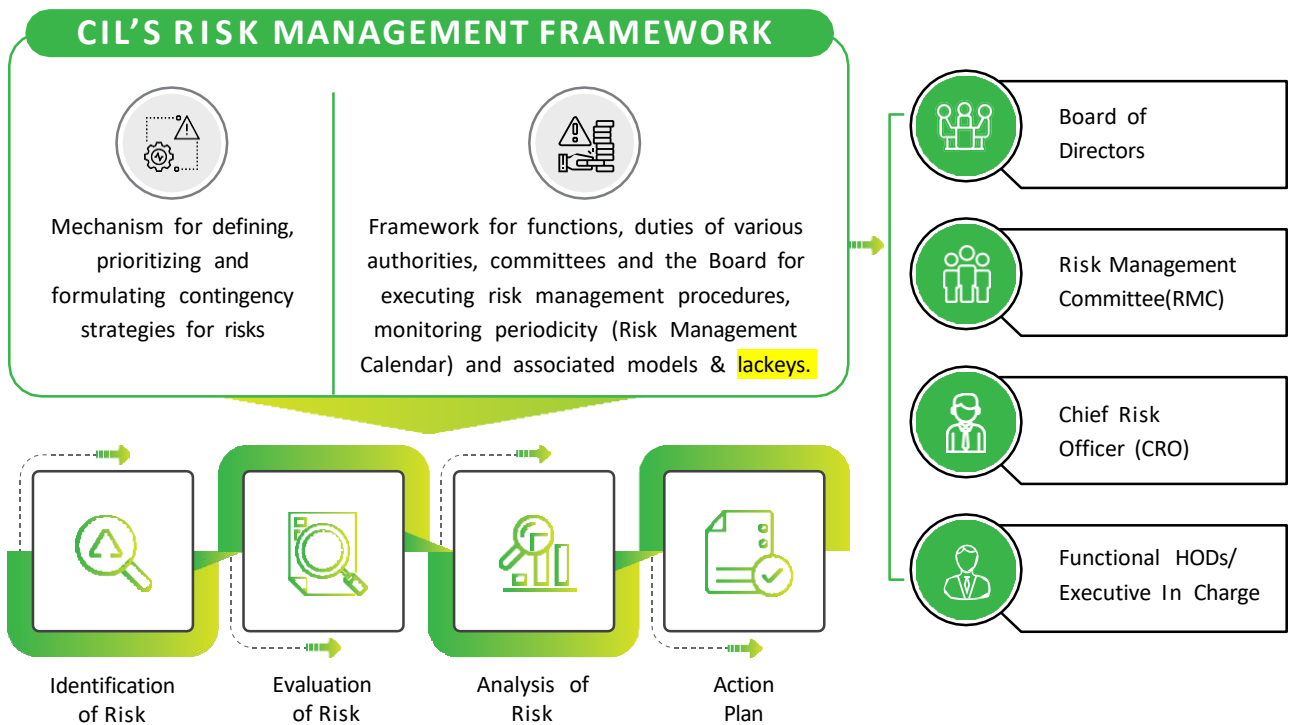 CIL'S RISK MANAGEMENT FRAMEWORK
Mechanism for defining,
prioritizing and
formulating contingency
strategies for risks
Framework for functions, duties of various
authorities, committees and the Board for
executing risk management procedures,
monitoring periodicity (Risk Management
Calendar) and associated models & lackeys.
Board of
Directors
Risk Management
Committee(RMC)
Chief Risk
Officer (CRO)
Functional HODs/
Executive In Charge
Identification
of Risk
Evaluation
of Risk
Analysis of
Risk
Action
Plan